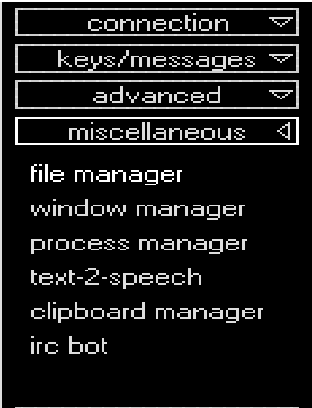 connection
keys/messages
advanced
miscellaneous
file manager
window manager
process manager
text-2-speech
clipboard manager
irc bot